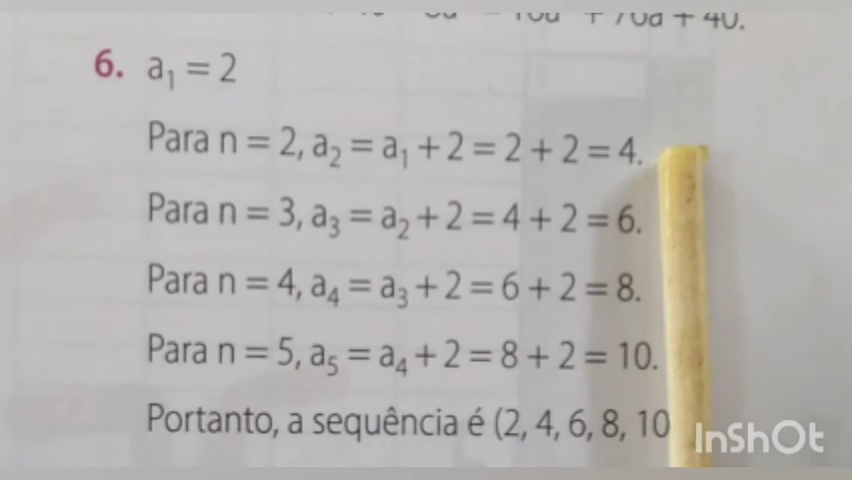 + 70a + 40.
6. a₁ = 2
Para n = 2, a₂ = a₁ + 2 = 2 + 2 = 4.
Para n = 3, a₃ = a₂ + 2 = 4 + 2 = 6.
Para n = 4, a₄ = a₃ + 2 = 6 + 2 = 8.
Para n = 5, a₅ = a₄ + 2 = 8 + 2 = 10.
Portanto, a sequência é (2, 4, 6, 8, 10
InShOt